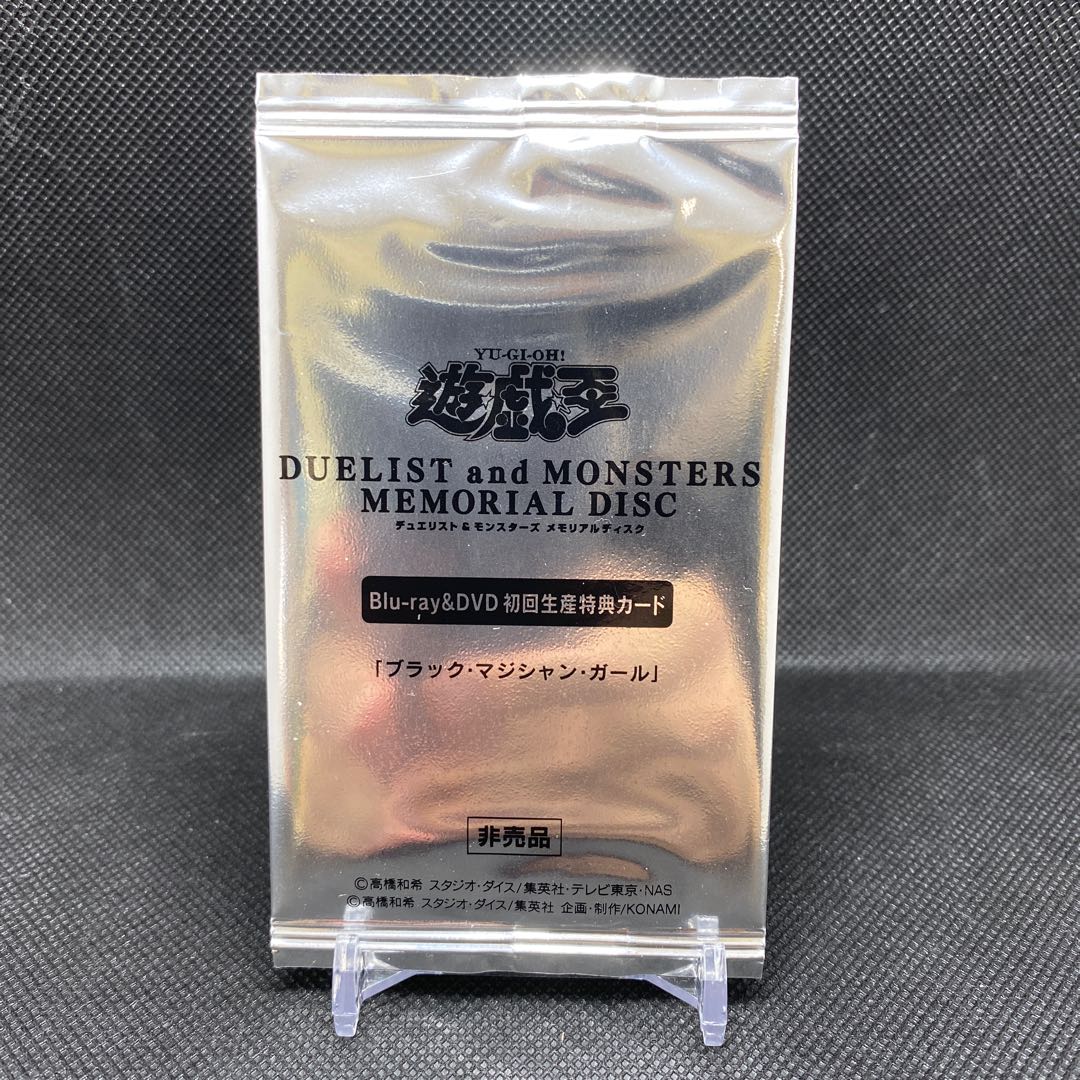 YU-GI-OH!
遊戯王
DUELIST and MONSTERS
MEMORIAL DISC
デュエリスト&モンスターズ メモリアルディスク
Blu-ray&DVD 初回生産特典カード
「ブラック・マジシャン・ガール」
非売品
©高橋和希 スタジオ・ダイス/集英社・テレビ東京・NAS
©高橋和希 スタジオ・ダイス/集英社 企画・制作/KONAMI